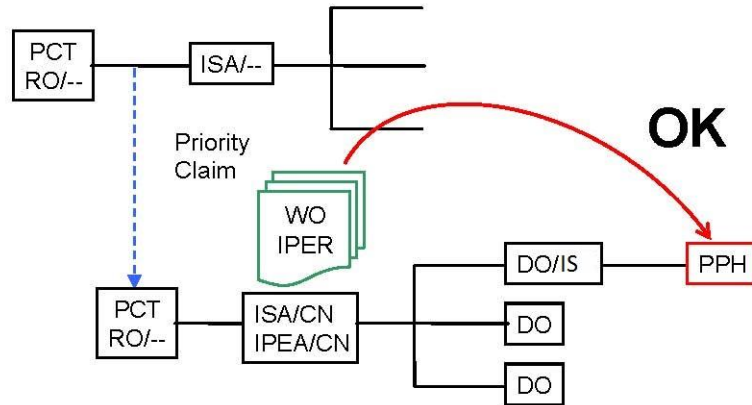 PCT
RO/--
ISA/--
OK
Priority
Claim
WO
IPER
DO/IS
PPH
PCT
RO/--
ISA/CN
IPEA/CN
DO
DO